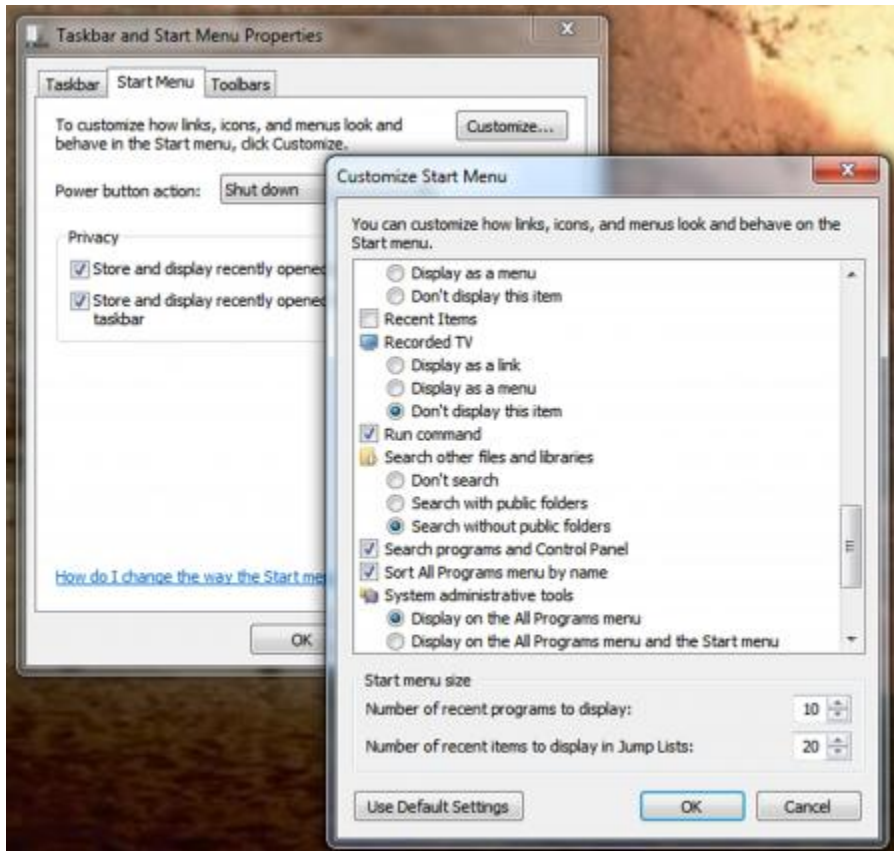 Taskbar and Start Menu Properties
Taskbar
Start Menu
Toolbars
To customize how links, icons, and menus look and
behave in the Start menu, click Customize.
Customize...
Power button action:
Shut down
Privacy
Store and display recently opened
Store and display recently opened
taskbar
How do I change the way the Start
OK
Customize Start Menu
You can customize how links, icons, and menus look and behave on the
Start menu.
Display as a menu
Don't display this item
Recent Items
Recorded TV
Display as a link
Display as a menu
Don't display this item
Run command
Search other files and libraries
Don't search
Search with public folders
Search without public folders
Search programs and Control Panel
Sort All Programs menu by name
System administrative tools
Display on the All Programs menu
Display on the All Programs menu and the Start menu
Start menu size
Number of recent programs to display:
10
Number of recent items to display in Jump Lists:
20
Use Default Settings
OK
Cancel